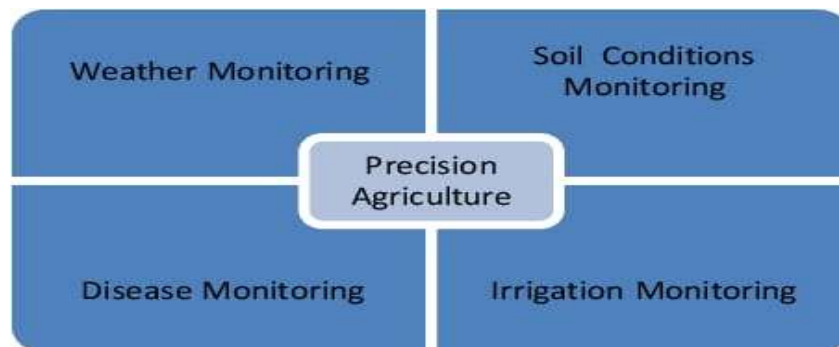 Weather Monitoring
Soil Conditions
Monitoring
Precision
Agriculture
Disease Monitoring
Irrigation Monitoring